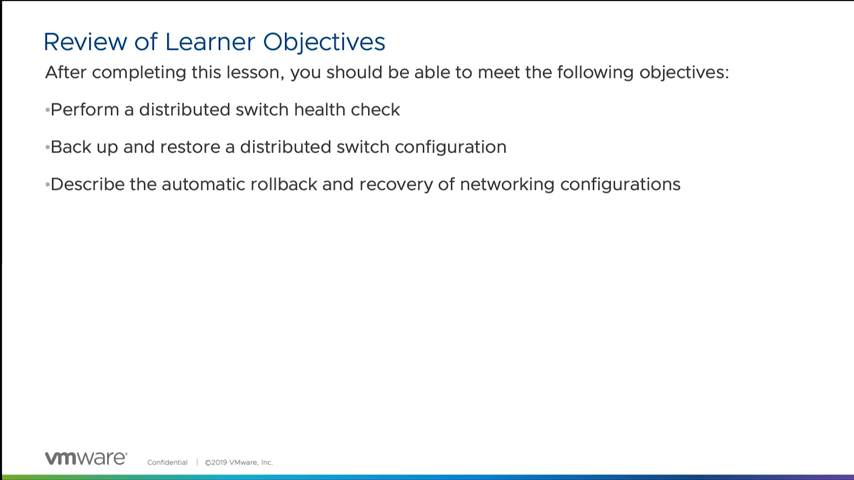 Review of Learner Objectives
After completing this lesson, you should be able to meet the following objectives:
•Perform a distributed switch health check
•Back up and restore a distributed switch configuration
•Describe the automatic rollback and recovery of networking configurations
vmware® Confidential | ©2019 VMware, Inc.